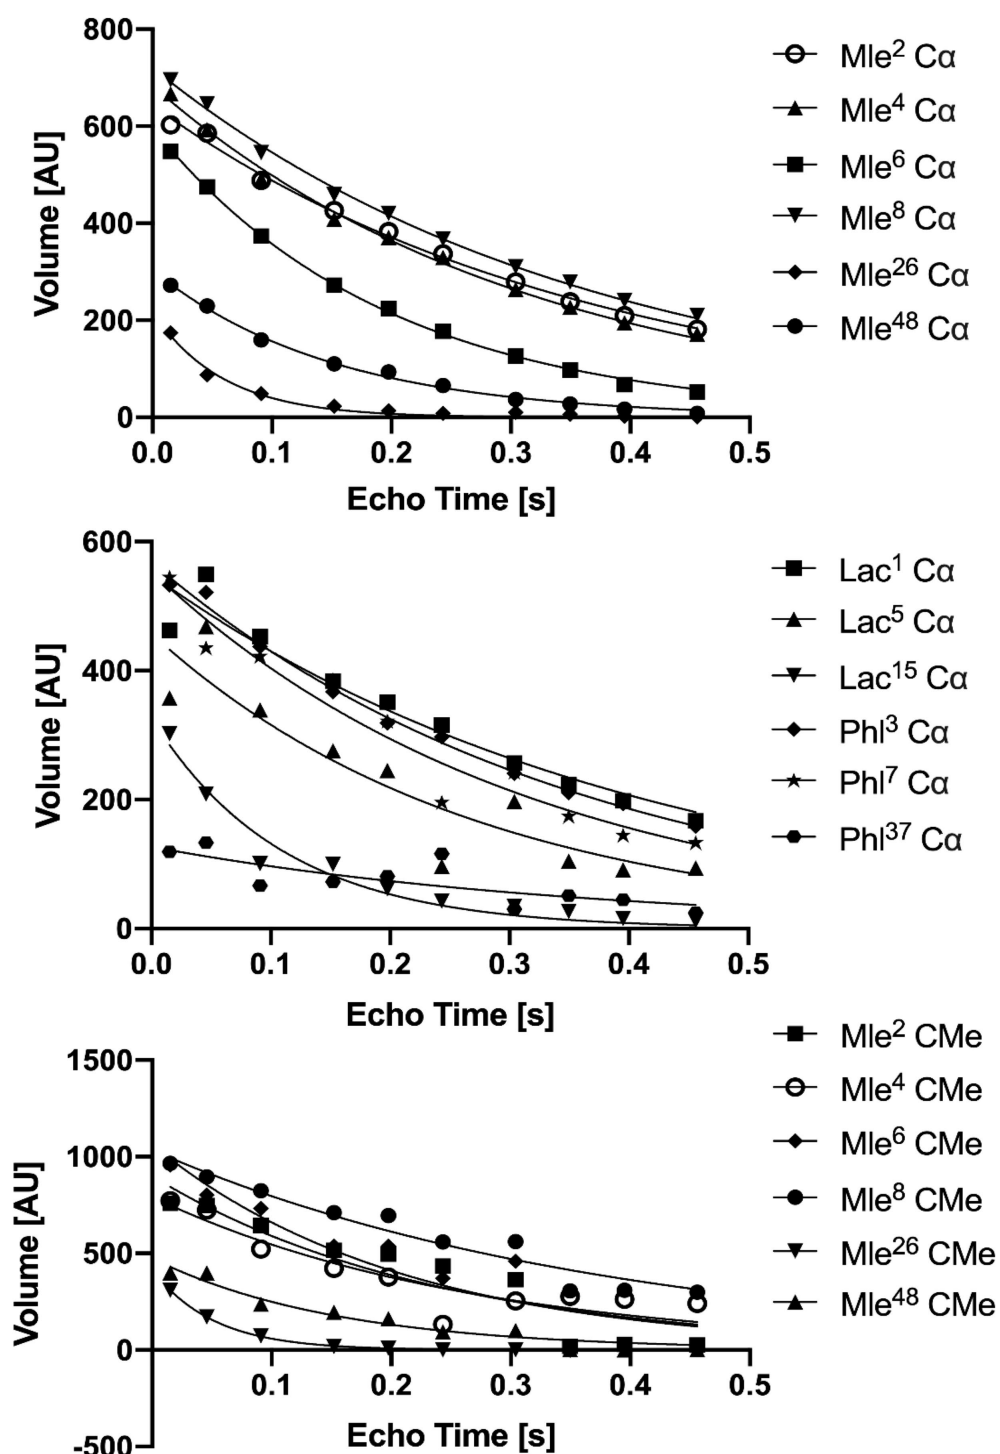 800
600
400
200
0
Volume [AU]
0.0 0.1 0.2 0.3 0.4 0.5
Echo Time [s]
Mle² Cα
Mle⁴ Cα
Mle⁶ Cα
Mle⁸ Cα
Mle²⁶ Cα
Mle⁴⁸ Cα
600
400
200
0
Volume [AU]
0.0 0.1 0.2 0.3 0.4 0.5
Echo Time [s]
Lac¹ Cα
Lac⁵ Cα
Lac¹⁵ Cα
Phl³ Cα
Phl⁷ Cα
Phl³⁷ Cα
1500
1000
500
0
-500
Volume [AU]
0.1 0.2 0.3 0.4 0.5
Echo Time [s]
Mle² CMe
Mle⁴ CMe
Mle⁶ CMe
Mle⁸ CMe
Mle²⁶ CMe
Mle⁴⁸ CMe